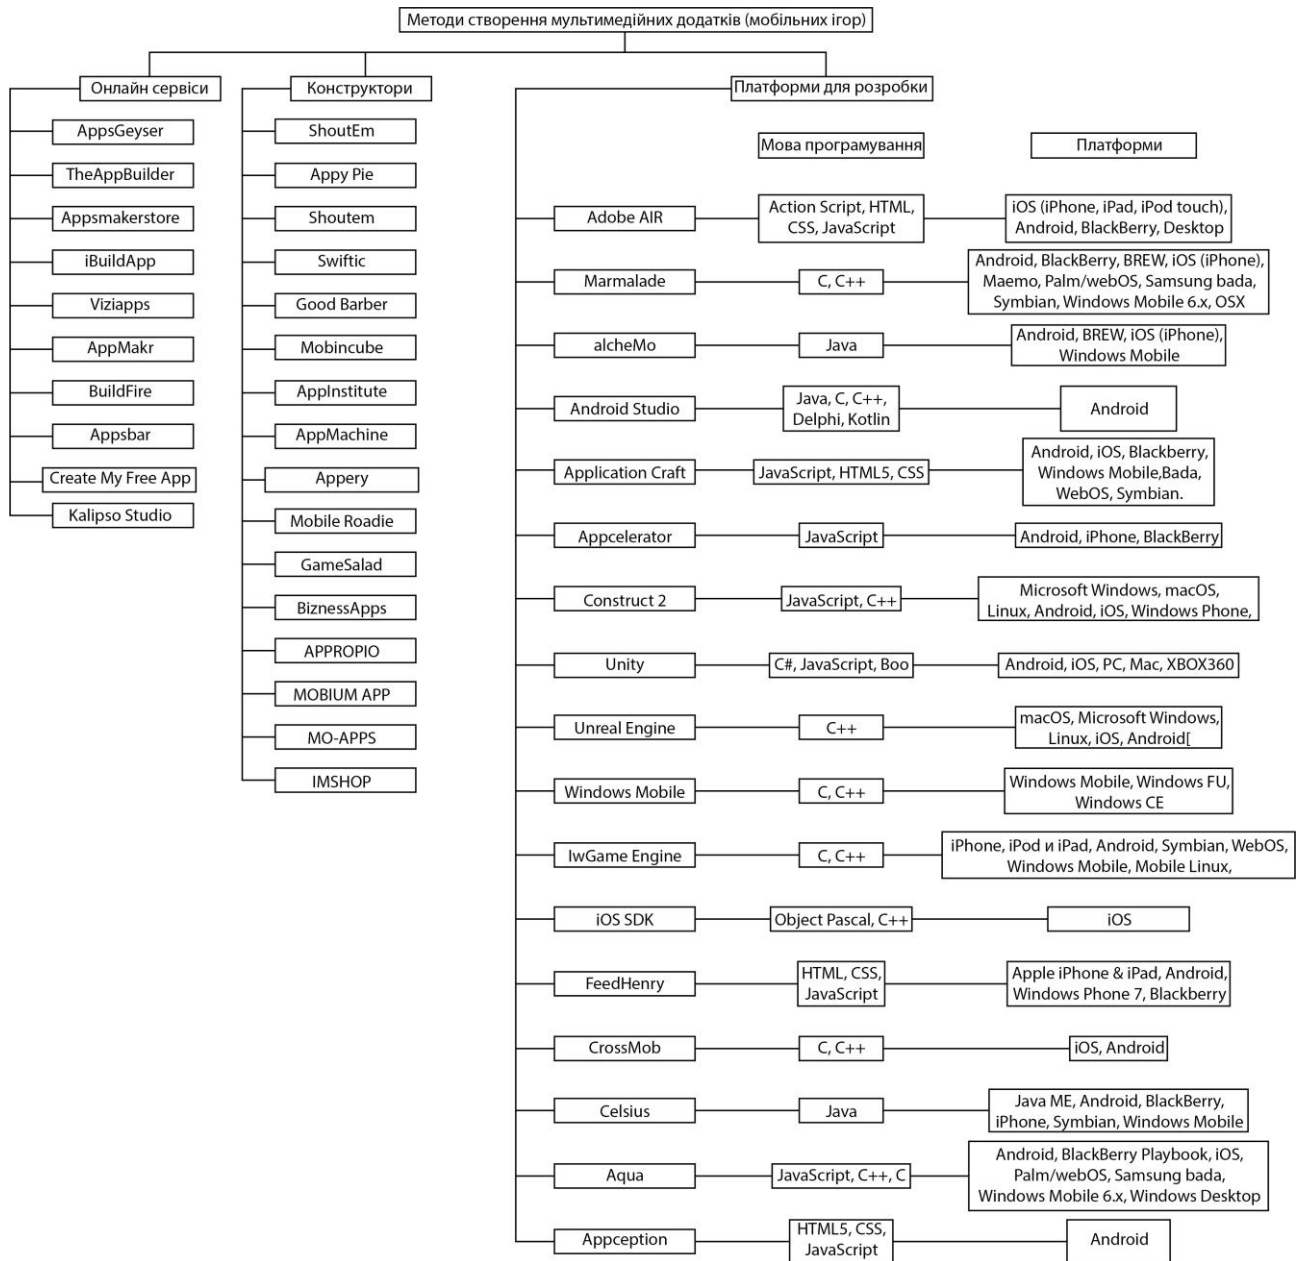 Методи створення мультимедійних додатків (мобільних ігор)
Онлайн сервіси
AppsGeyser
TheAppBuilder
Appsmakerstore
iBuildApp
Viziapps
AppMakr
BuildFire
Appsbar
Create My Free App
Kalipso Studio
Конструктори
ShoutEm
Appy Pie
Shoutem
Swiftic
Good Barber
Mobincube
AppInstitute
AppMachine
Appery
Mobile Roadie
GameSalad
BiznessApps
APPROPIO
MOBIUM APP
MO-APPS
IMSHOP
Платформи для розробки
Мова програмування
Платформи
Adobe AIR
Action Script, HTML,
CSS, JavaScript
iOS (iPhone, iPad, iPod touch),
Android, BlackBerry, Desktop
Marmalade
C, C++
Android, BlackBerry, BREW, iOS (iPhone),
Maemo, Palm/webOS, Samsung bada,
Symbian, Windows Mobile 6.x, OSX
alcheMo
Java
Android, BREW, iOS (iPhone),
Windows Mobile
Android Studio
Java, C, C++,
Delphi, Kotlin
Android
Application Craft
JavaScript, HTML5, CSS
Android, iOS, Blackberry,
Windows Mobile,Bada,
WebOS, Symbian.
Appcelerator
JavaScript
Android, iPhone, BlackBerry
Construct 2
JavaScript, C++
Microsoft Windows, macOS,
Linux, Android, iOS, Windows Phone,
Unity
C#, JavaScript, Boo
Android, iOS, PC, Mac, XBOX360
Unreal Engine
C++
macOS, Microsoft Windows,
Linux, iOS, Android[
Windows Mobile
C, C++
Windows Mobile, Windows FU,
Windows CE
IwGame Engine
C, C++
iPhone, iPod и iPad, Android, Symbian, WebOS,
Windows Mobile, Mobile Linux,
iOS SDK
Object Pascal, C++
iOS
FeedHenry
HTML, CSS,
JavaScript
Apple iPhone & iPad, Android,
Windows Phone 7, Blackberry
CrossMob
C, C++
iOS, Android
Celsius
Java
Java ME, Android, BlackBerry,
iPhone, Symbian, Windows Mobile
Aqua
JavaScript, C++, C
Android, BlackBerry Playbook, iOS,
Palm/webOS, Samsung bada,
Windows Mobile 6.x, Windows Desktop
Appception
HTML5, CSS,
JavaScript
Android